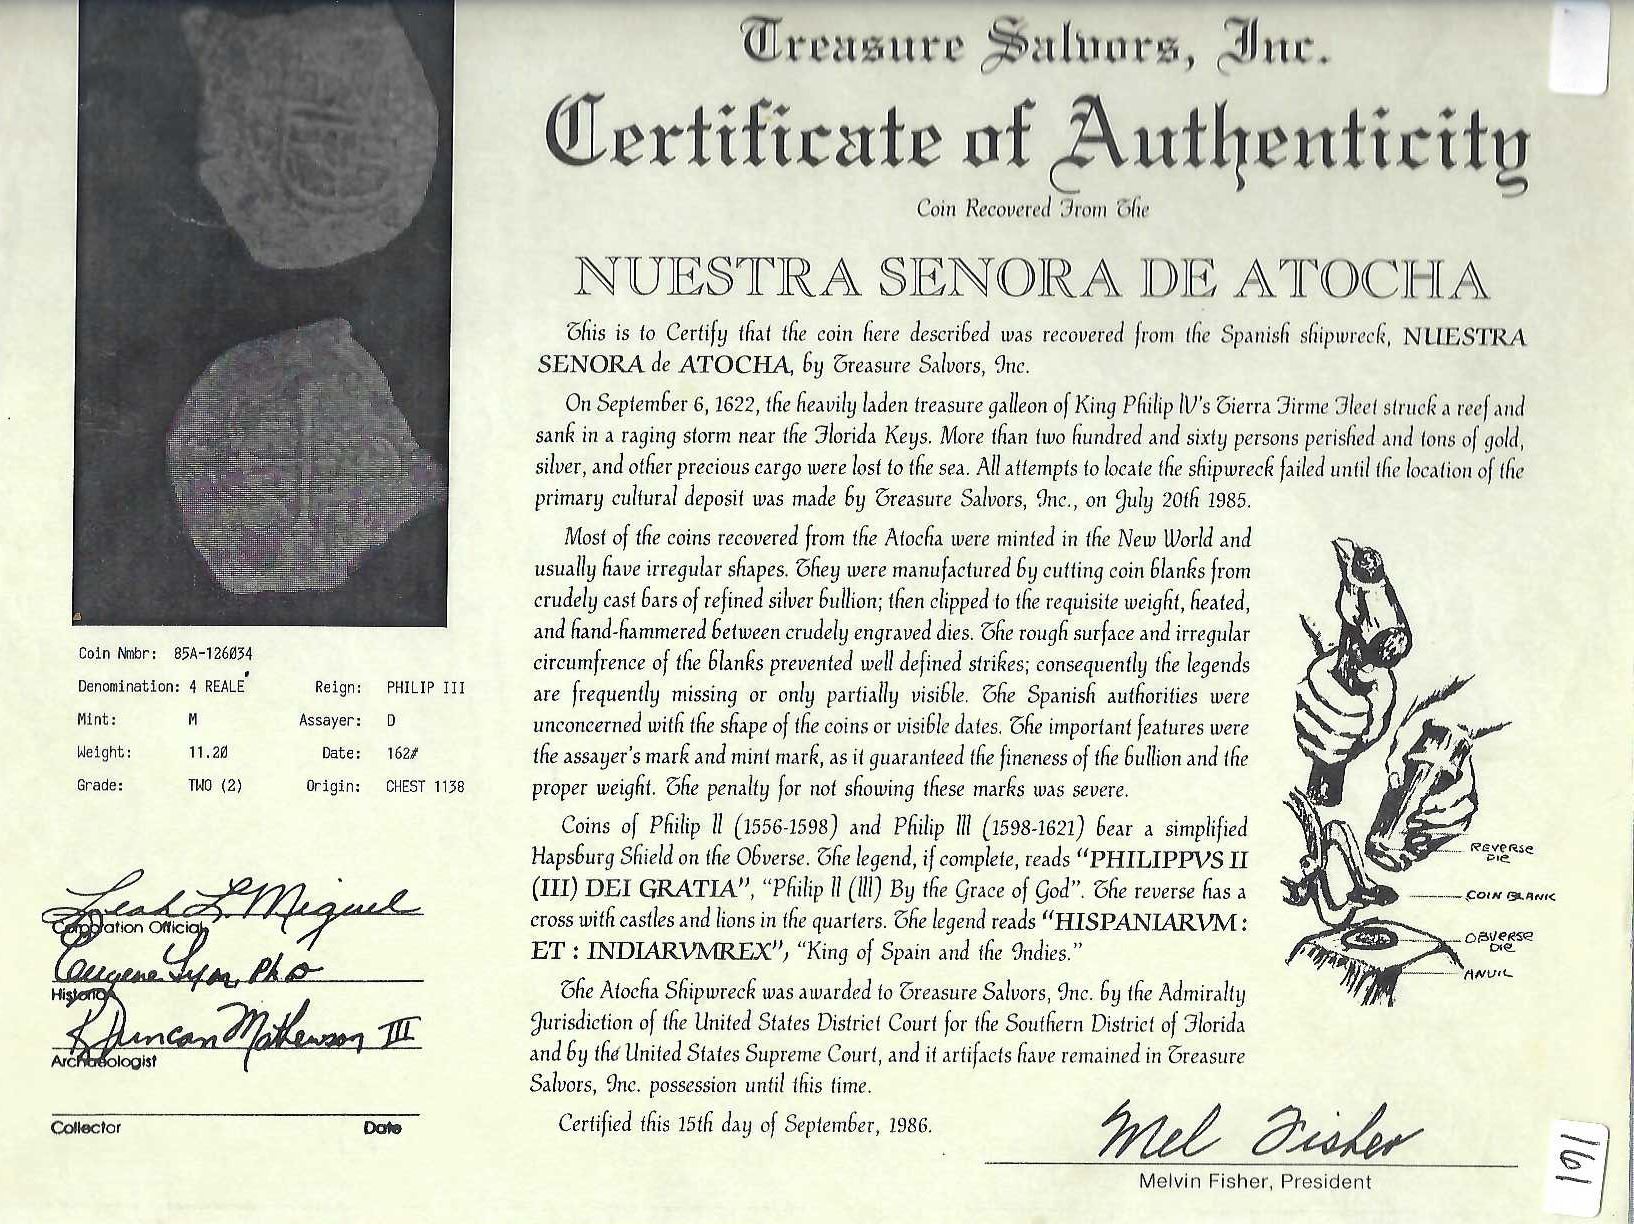 Treasure Salvors, Inc.
Certificate of Authenticity
Coin Recovered From The
NUESTRA SENORA DE ATOCHA
This is to Certify that the coin here described was recovered from the Spanish shipwreck, NUESTRA
SENORA de ATOCHA, by Treasure Salvors, Inc.
On September 6, 1622, the heavily laden treasure galleon of King Philip IV's Tierra Firme Fleet struck a reef and
sank in a raging storm near the Florida Keys. More than two hundred and sixty persons perished and tons of gold,
silver, and other precious cargo were lost to the sea. All attempts to locate the shipwreck failed until the location of the
primary cultural deposit was made by Treasure Salvors, Inc., on July 20th 1985.
Most of the coins recovered from the Atocha were minted in the New World and
usually have irregular shapes. They were manufactured by cutting coin blanks from
crudely cast bars of refined silver bullion; then clipped to the requisite weight, heated,
and hand-hammered between crudely engraved dies. The rough surface and irregular
circumfrence of the blanks prevented well defined strikes; consequently the legends
are frequently missing or only partially visible. The Spanish authorities were
unconcerned with the shape of the coins or visible dates. The important features were
the assayer's mark and mint mark, as it guaranteed the fineness of the bullion and the
proper weight. The penalty for not showing these marks was severe.
Coins of Philip II (1556-1598) and Philip III (1598-1621) bear a simplified
Hapsburg Shield on the Obverse. The legend, if complete, reads “PHILIPPVS II
(III) DEI GRATIA”, “Philip II (III) By the Grace of God”. The reverse has a
cross with castles and lions in the quarters. The legend reads “HISPANIARVM :
ET : INDIARVMREX”, “King of Spain and the Indies.”
The Atocha Shipwreck was awarded to Treasure Salvors, Inc. by the Admiralty
Jurisdiction of the United States District Court for the Southern District of Florida
and by the United States Supreme Court, and it artifacts have remained in Treasure
Salvors, Inc. possession until this time.
Certified this 15th day of September, 1986.
Mel Fisher
Melvin Fisher, President
REVERSE
DIE
COIN BLANK
OBVERSE
DIE
ANVIL
Coin Nmbr: 85A-126034
Denomination: 4 REALE Reign: PHILIP III
Mint: M Assayer: D
Weight: 11.20 Date: 162#
Grade: TWO (2) Origin: CHEST 1138
Leah L. Miguel
Corporation Official
Eugene Lyon, Ph D
Historian
R Duncan Mathewson III
Archaeologist
Collector Date
161